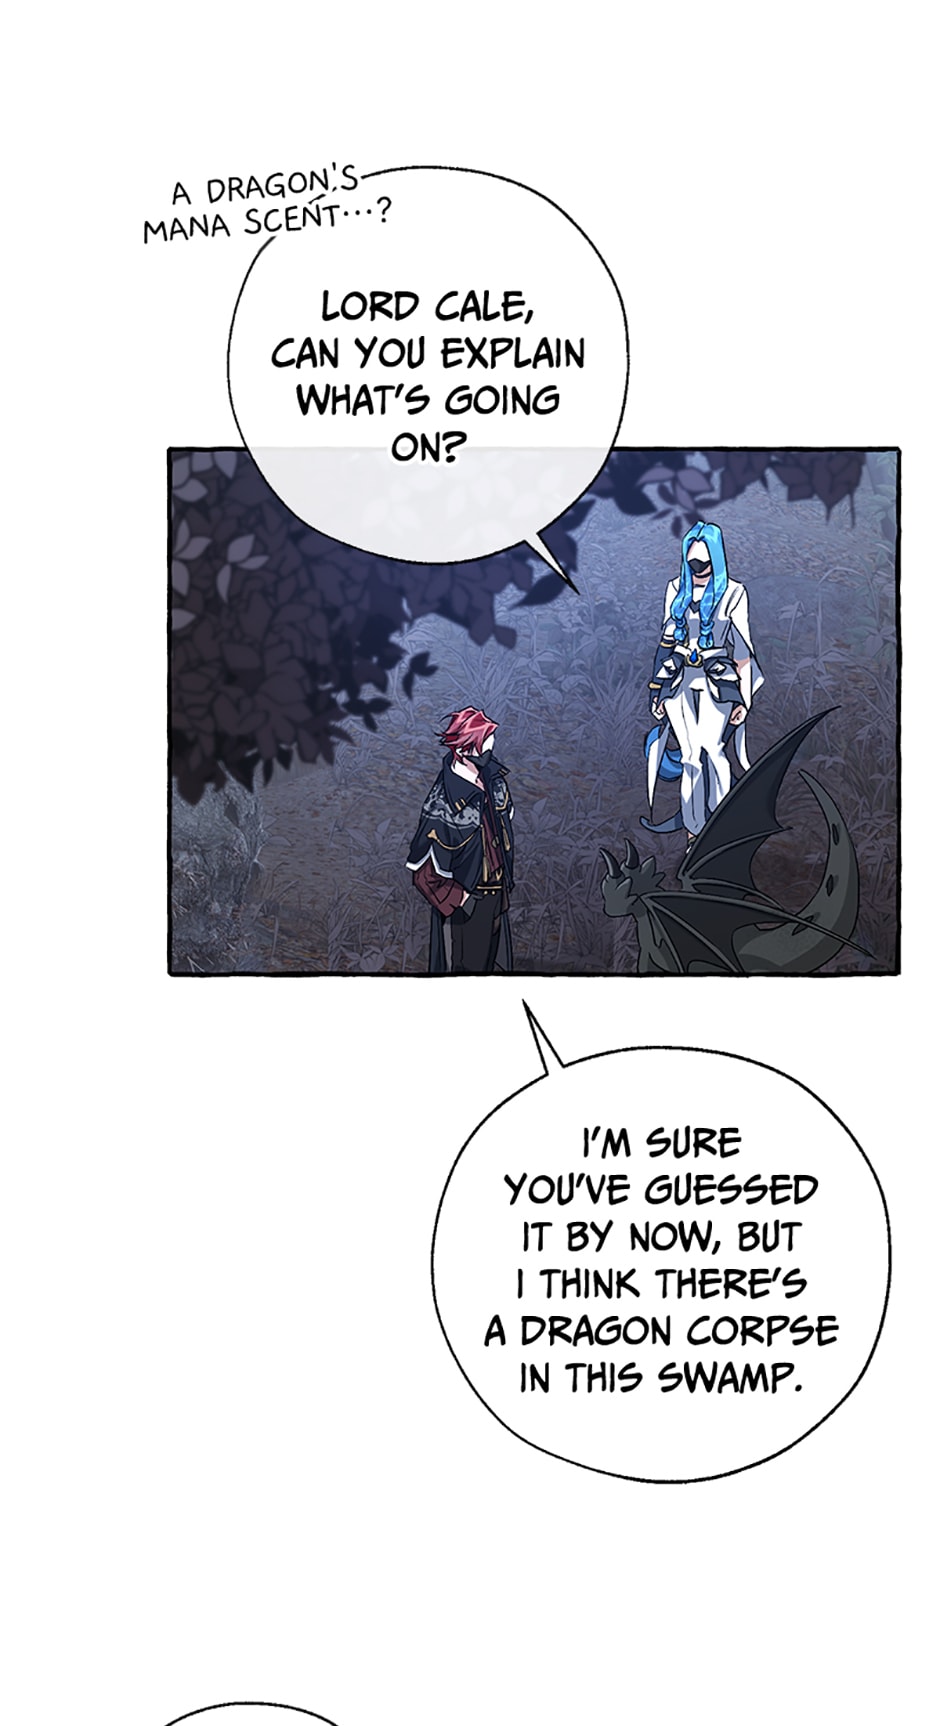 A DRAGON'S
MANA SCENT...?
LORD CALE,
CAN YOU EXPLAIN
WHAT'S GOING
ON?
I'M SURE
YOU'VE GUESSED
IT BY NOW, BUT
I THINK THERE'S
A DRAGON CORPSE
IN THIS SWAMP.